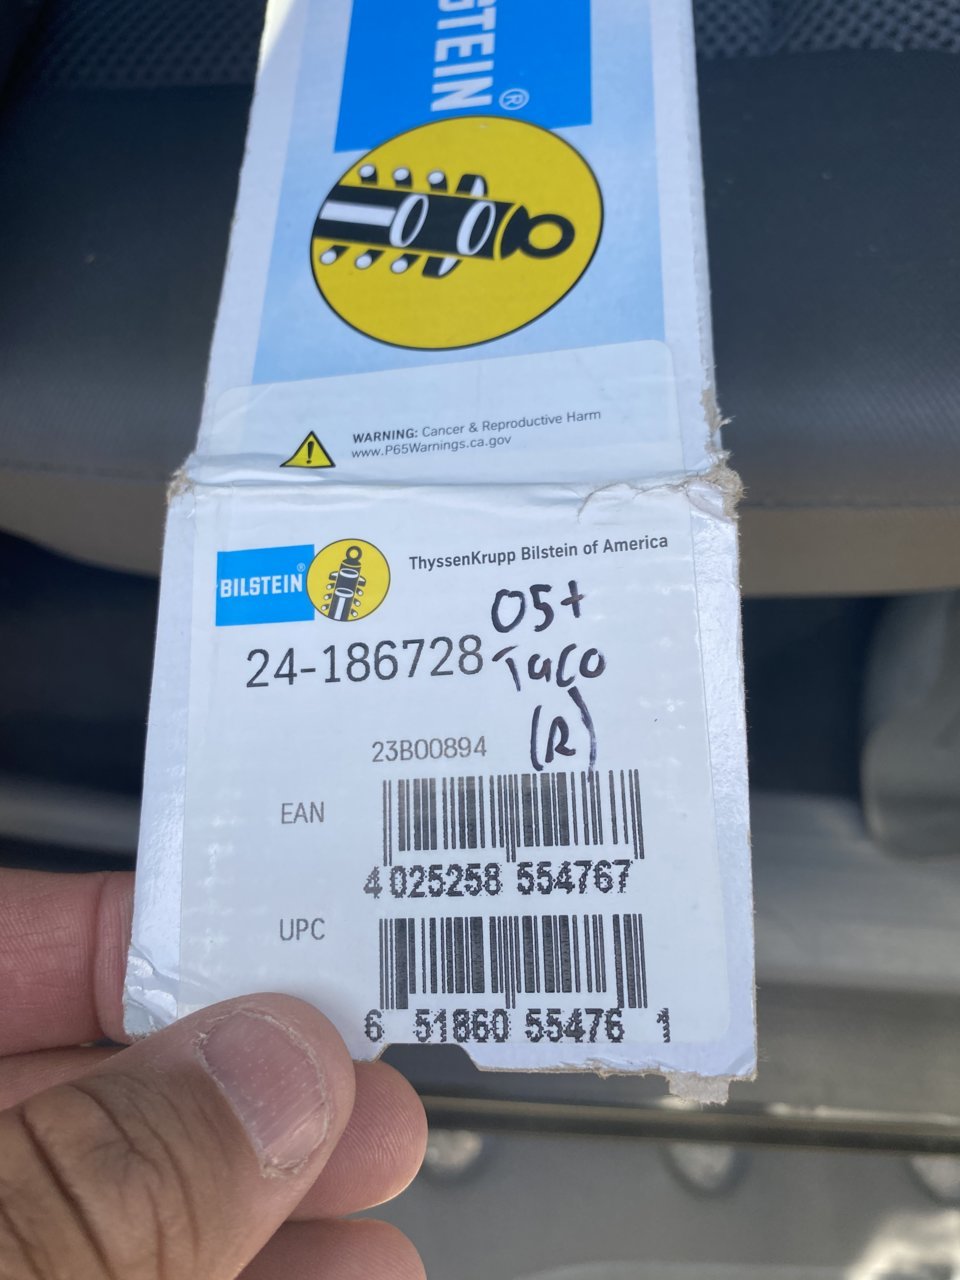 STEIN®
WARNING: Cancer & Reproductive Harm
www.P65Warnings.ca.gov
BILSTEIN®
ThyssenKrupp Bilstein of America
05+
24-186728
Taco
(R)
23B00894
EAN
4 025258 554767
UPC
6 51860 55476 1